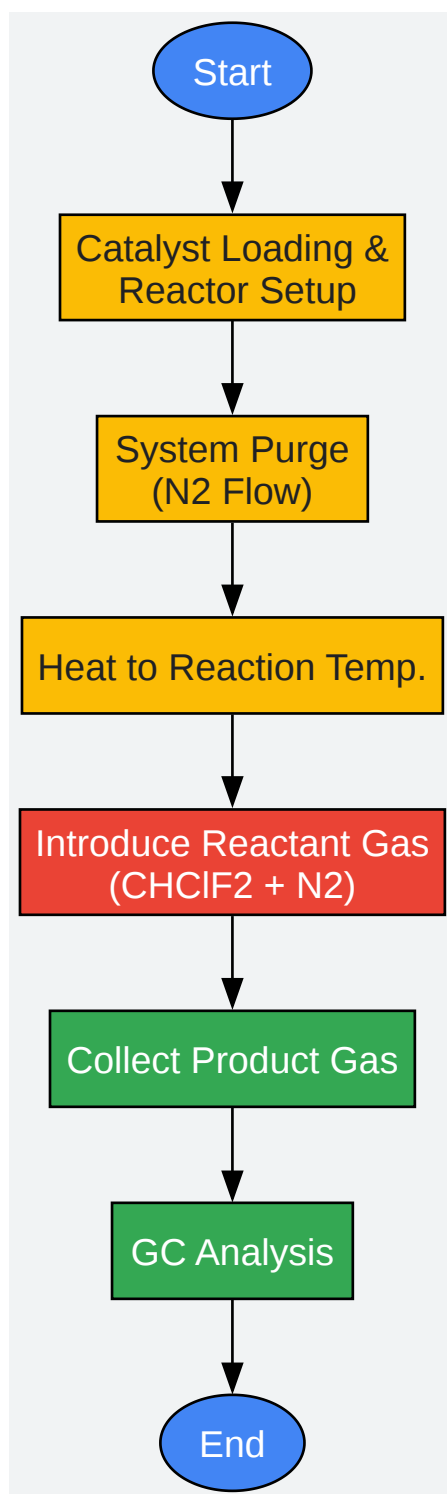 Start
Catalyst Loading &
Reactor Setup
System Purge
(N2 Flow)
Heat to Reaction Temp.
Introduce Reactant Gas
(CHClF2 + N2)
Collect Product Gas
GC Analysis
End